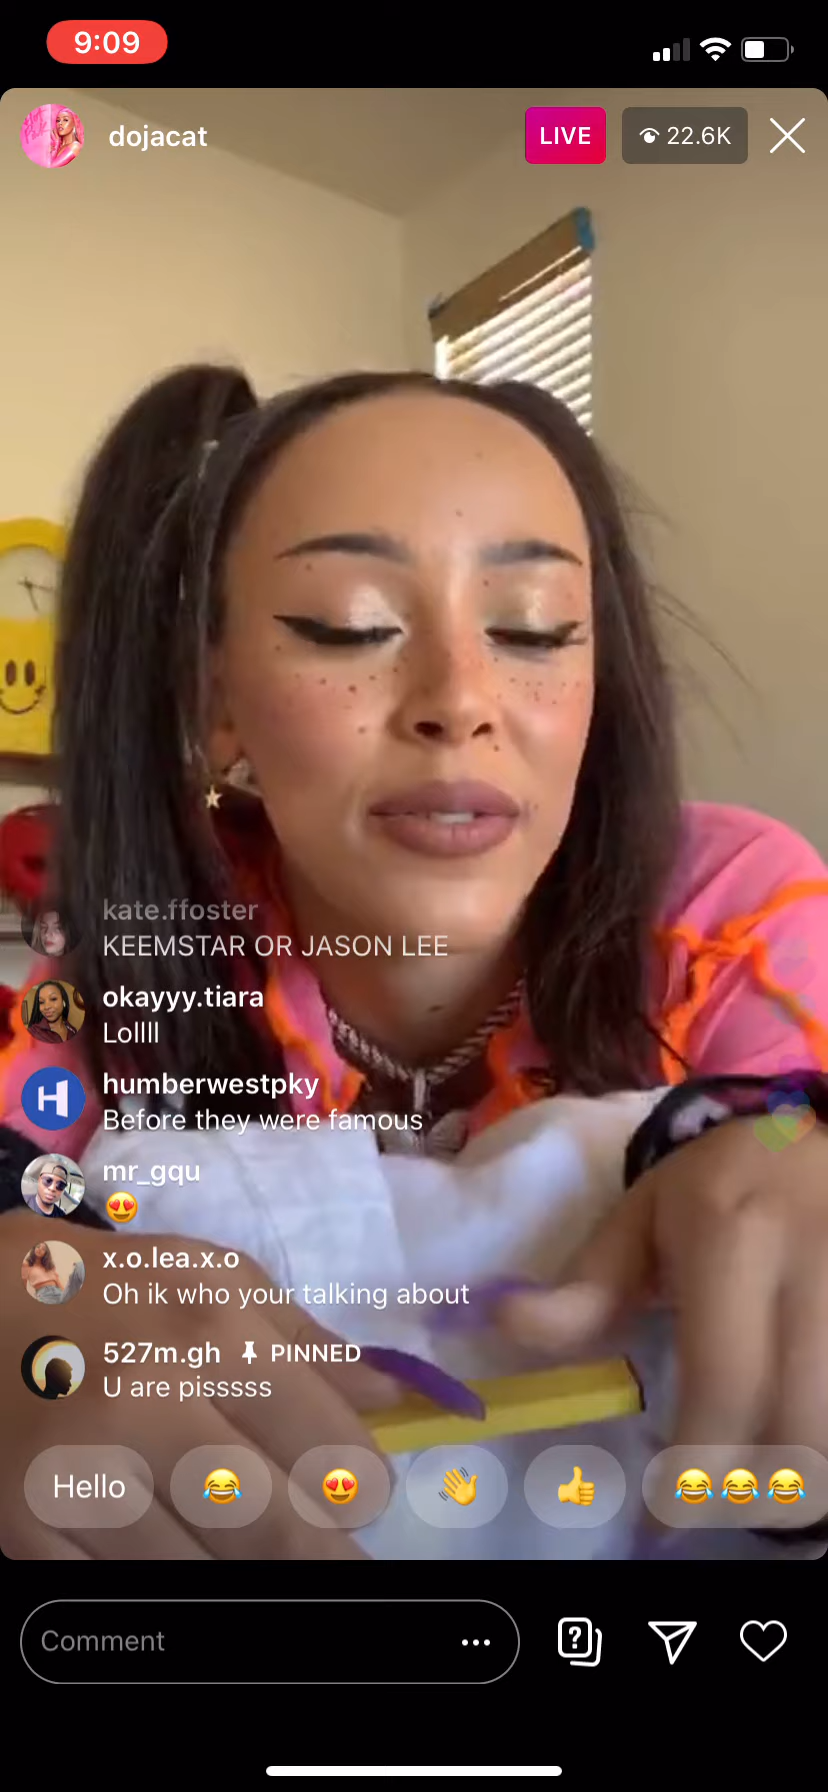 9:09
dojacat
LIVE
22.6K
kate.ffoster
KEEMSTAR OR JASON LEE
okayyy.tiara
Lollll
humberwestpky
Before they were famous
mr_gqu
😍
x.o.lea.x.o
Oh ik who your talking about
527m.gh PINNED
U are pisssss
Hello 😂 😍 👋 👍 😂😂😂
Comment